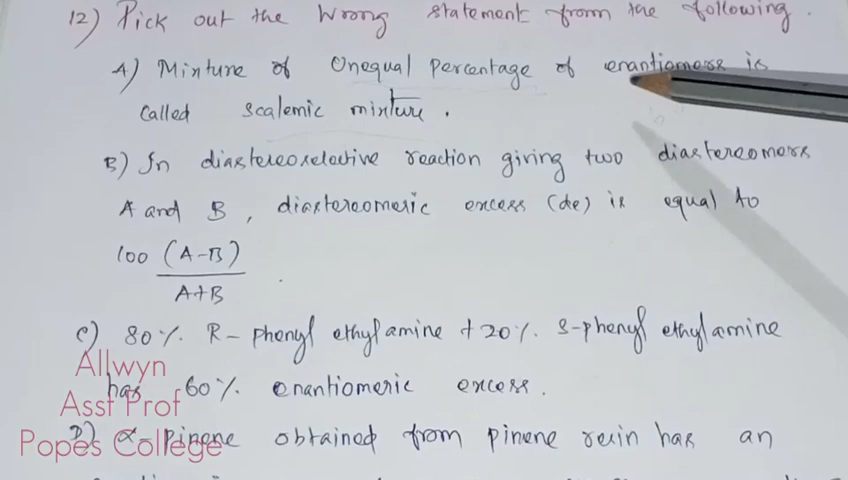 12) Pick out the Wrong statement from the following.
A) Mixture of Unequal percentage of enantiomers is
called scalemic mixture.
B) In diastereoselective reaction giving two diastereomers
A and B, diastereomeric excess (de) is equal to
100 (A-B)
A+B
C) 80%. R-phenyl ethylamine + 20%. S-phenyl ethylamine
has 60% enantiomeric excess.
D) α-pinene obtained from pinene resin has an
Allwyn
Asst Prof
Popes College